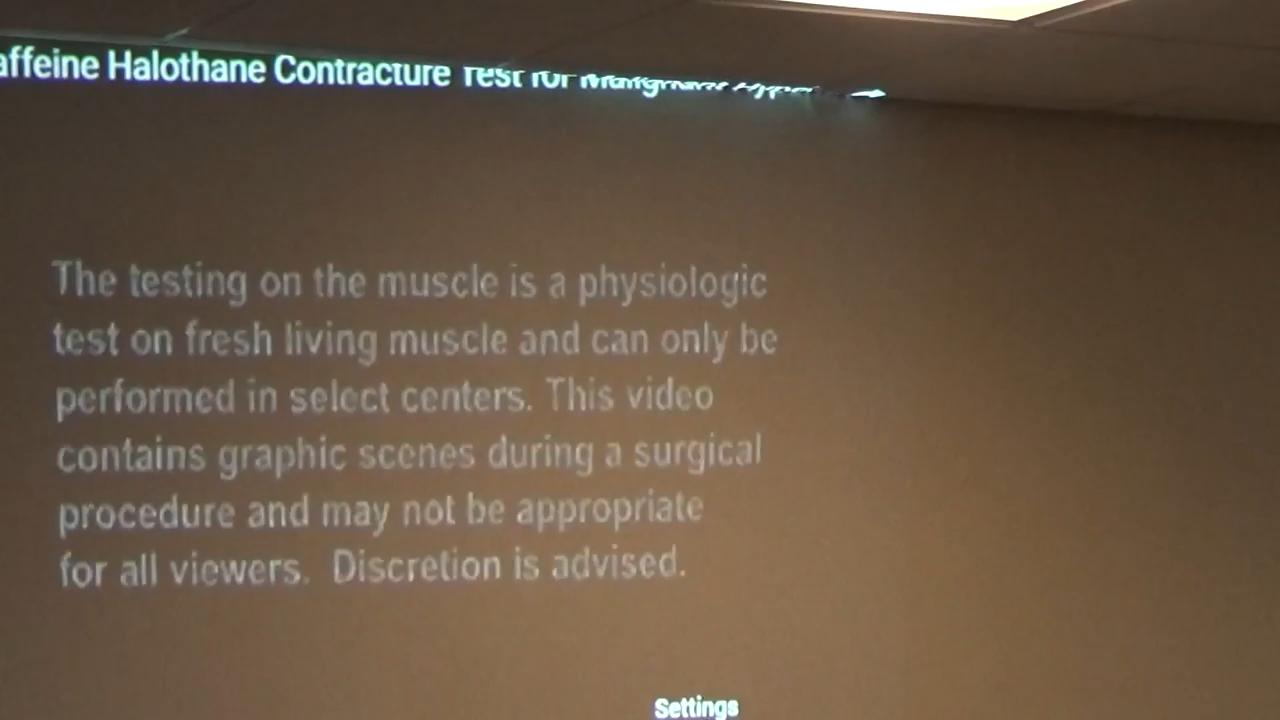 affeine Halothane Contracture Test for Malignant Hyper
The testing on the muscle is a physiologic
test on fresh living muscle and can only be
performed in select centers. This video
contains graphic scenes during a surgical
procedure and may not be appropriate
for all viewers. Discretion is advised.
Settings